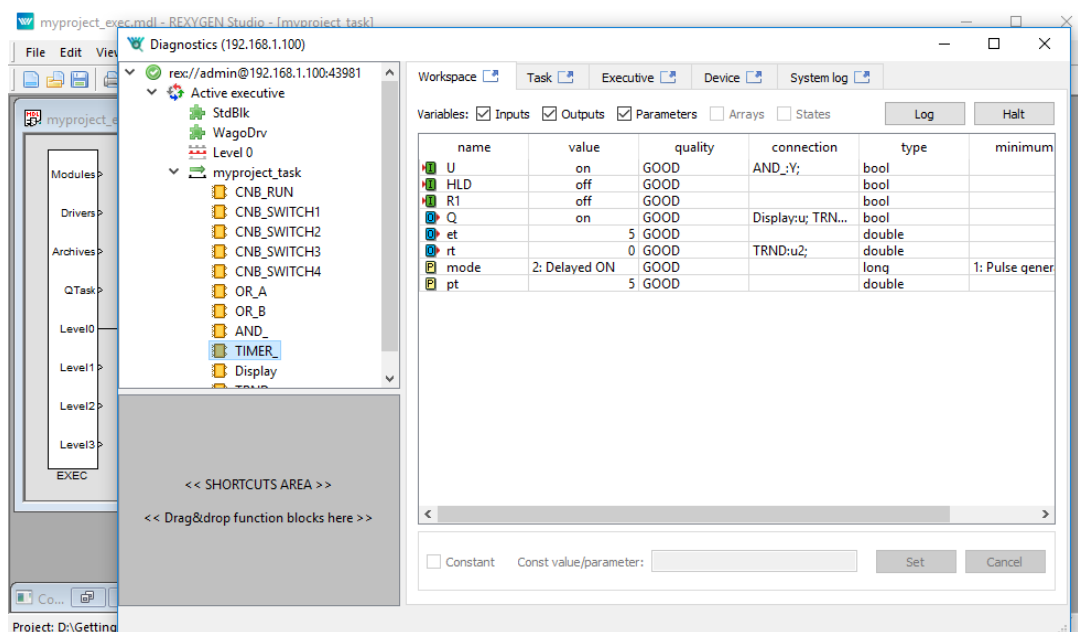 myproject_exec.mdl - REXYGEN Studio - [myproject_task]
File Edit View
Diagnostics (192.168.1.100)
rex://admin@192.168.1.100:43981
Active executive
StdBlk
WagoDrv
Level 0
myproject_task
CNB_RUN
CNB_SWITCH1
CNB_SWITCH2
CNB_SWITCH3
CNB_SWITCH4
OR_A
OR_B
AND_
TIMER_
Display
TRND
<< SHORTCUTS AREA >>
<< Drag&drop function blocks here >>
Workspace Task Executive Device System log
Variables: Inputs Outputs Parameters Arrays States Log Halt
name value quality connection type minimum
U on GOOD AND_:Y; bool
HLD off GOOD bool
R1 off GOOD bool
Q on GOOD Display:u; TRN... bool
et 5 GOOD double
rt 0 GOOD TRND:u2; double
mode 2: Delayed ON GOOD long 1: Pulse gener
pt 5 GOOD double
Constant Const value/parameter: Set Cancel
MDL myproject_e
Modules
Drivers
Archives
QTask
Level0
Level1
Level2
Level3
EXEC
Co...
Project: D:\Getting